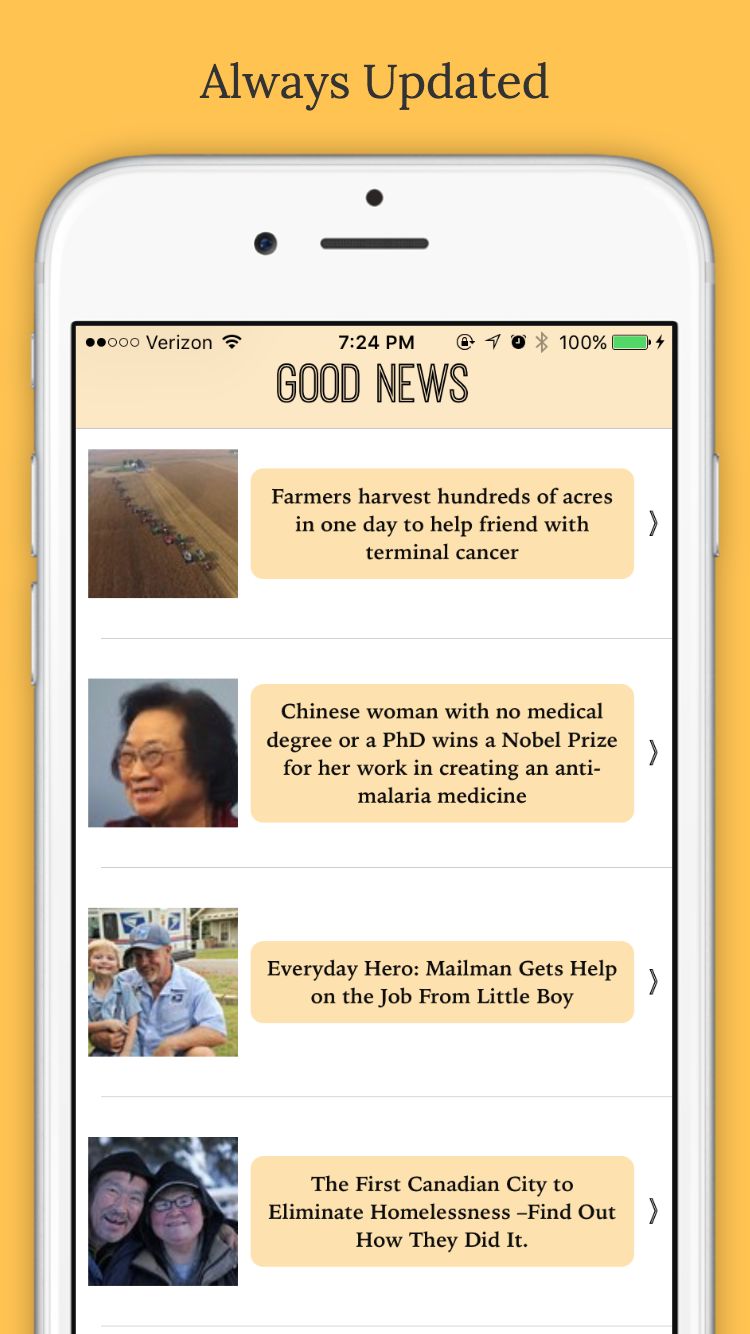 Always Updated
Verizon 7:24 PM 100%
GOOD NEWS
Farmers harvest hundreds of acres
in one day to help friend with
terminal cancer
Chinese woman with no medical
degree or a PhD wins a Nobel Prize
for her work in creating an anti-
malaria medicine
Everyday Hero: Mailman Gets Help
on the Job From Little Boy
The First Canadian City to
Eliminate Homelessness –Find Out
How They Did It.